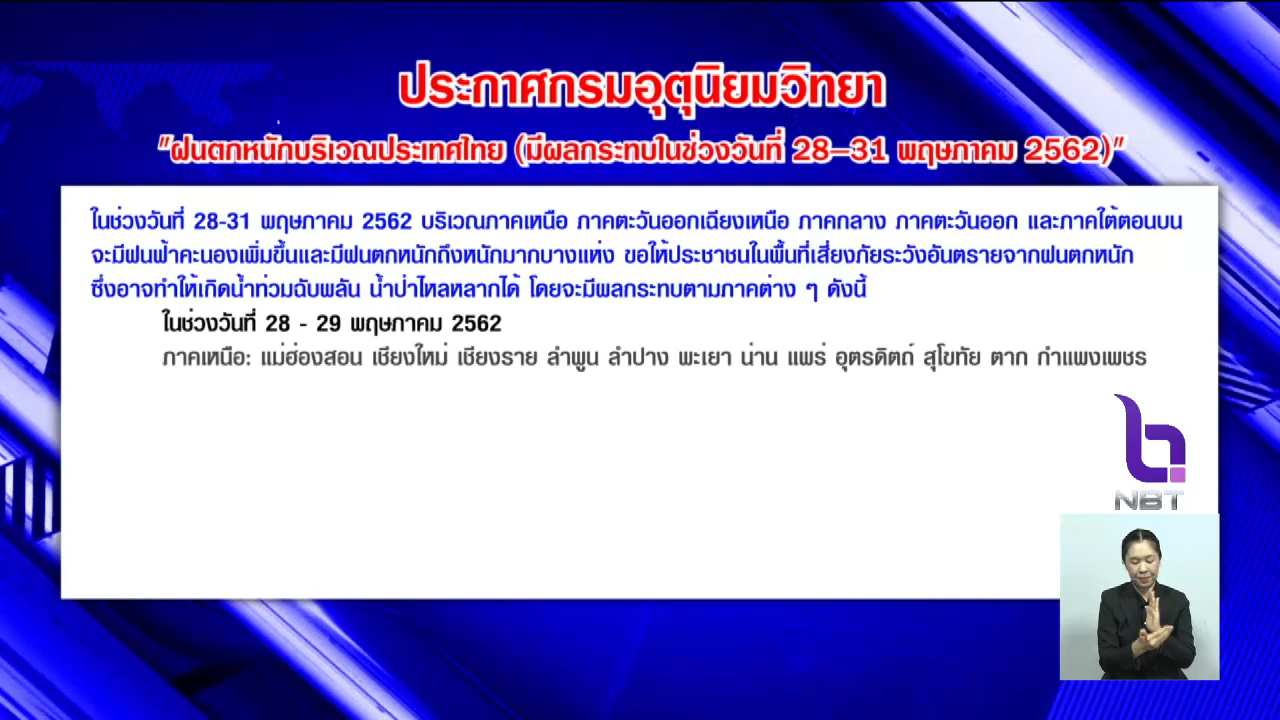 ประกาศกรมอุตุนิยมวิทยา
"ฝนตกหนักบริเวณประเทศไทย (มีผลกระทบในช่วงวันที่ 28–31 พฤษภาคม 2562)"
ในช่วงวันที่ 28-31 พฤษภาคม 2562 บริเวณภาคเหนือ ภาคตะวันออกเฉียงเหนือ ภาคกลาง ภาคตะวันออก และภาคใต้ตอนบน
จะมีฝนฟ้าคะนองเพิ่มขึ้นและมีฝนตกหนักถึงหนักมากบางแห่ง ขอให้ประชาชนในพื้นที่เสี่ยงภัยระวังอันตรายจากฝนตกหนัก
ซึ่งอาจทำให้เกิดน้ำท่วมฉับพลัน น้ำป่าไหลหลากได้ โดยจะมีผลกระทบตามภาคต่าง ๆ ดังนี้
ในช่วงวันที่ 28 - 29 พฤษภาคม 2562
ภาคเหนือ: แม่ฮ่องสอน เชียงใหม่ เชียงราย ลำพูน ลำปาง พะเยา น่าน แพร่ อุตรดิตถ์ สุโขทัย ตาก กำแพงเพชร
NBT